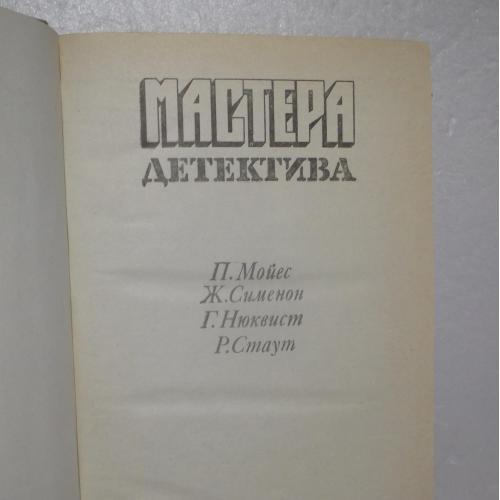 МАСТЕРА
ДЕТЕКТИВА
П.Мойес
Ж.Сименон
Г.Нюквист
Р.Стаут